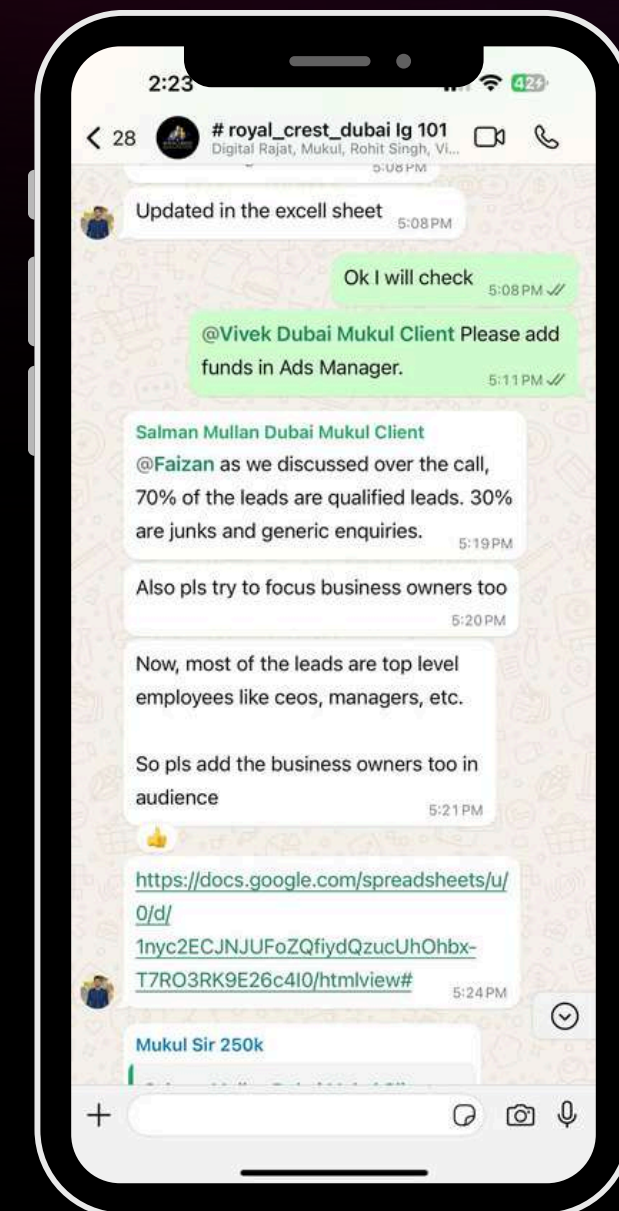 2:23
42
28
# royal_crest_dubai Ig 101
Digital Rajat, Mukul, Rohit Singh, Vi...
5:08 PM
Updated in the excell sheet
5:08 PM
Ok I will check
5:08 PM
@Vivek Dubai Mukul Client Please add
funds in Ads Manager.
5:11 PM
Salman Mullan Dubai Mukul Client
@Faizan as we discussed over the call,
70% of the leads are qualified leads. 30%
are junks and generic enquiries.
5:19 PM
Also pls try to focus business owners too
5:20 PM
Now, most of the leads are top level
employees like ceos, managers, etc.
So pls add the business owners too in
audience
5:21 PM
https://docs.google.com/spreadsheets/u/
0/d/
1nyc2ECJNJUFoZQfiydQzucUhOhbx-
T7RO3RK9E26c4I0/htmlview#
5:24 PM
Mukul Sir 250k